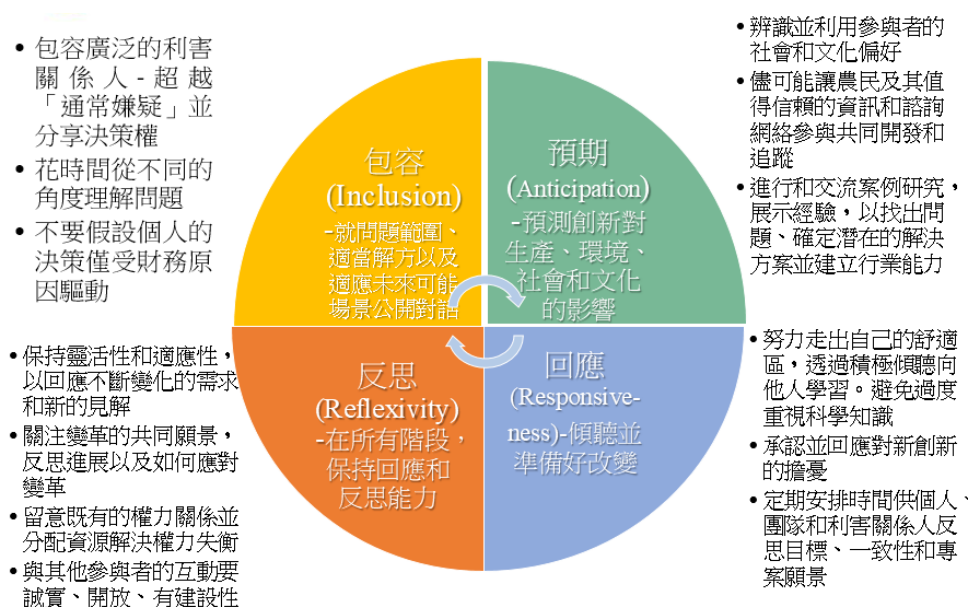 • 包容廣泛的利害
關係人-超越
「通常嫌疑」並
分享決策權
• 花時間從不同的
角度理解問題
• 不要假設個人的
決策僅受財務原
因驅動
包容
(Inclusion)
-就問題範圍、
適當解方以及
適應未來可能
場景公開對話
預期
(Anticipation)
-預測創新對
生產、環境、
社會和文化
的影響
• 辨識並利用參與者的
社會和文化偏好
• 儘可能讓農民及其值
得信賴的資訊和諮詢
網絡參與共同開發和
追蹤
• 進行和交流案例研究，
展示經驗，以找出問
題、確定潛在的解決
方案並建立行業能力
• 保持靈活性和適應性，
以回應不斷變化的需求
和新的見解
• 關注變革的共同願景，
反思進展以及如何應對
變革
• 留意既有的權力關係並
分配資源解決權力失衡
• 與其他參與者的互動要
誠實、開放、有建設性
反思
(Reflexivity)
-在所有階段，
保持回應和
反思能力
回應
(Responsive-
ness)-傾聽並
準備好改變
• 努力走出自己的舒適
區，透過積極傾聽向
他人學習。避免過度
重視科學知識
• 承認並回應對新創新
的擔憂
• 定期安排時間供個人、
團隊和利害關係人反
思目標、一致性和專
案願景